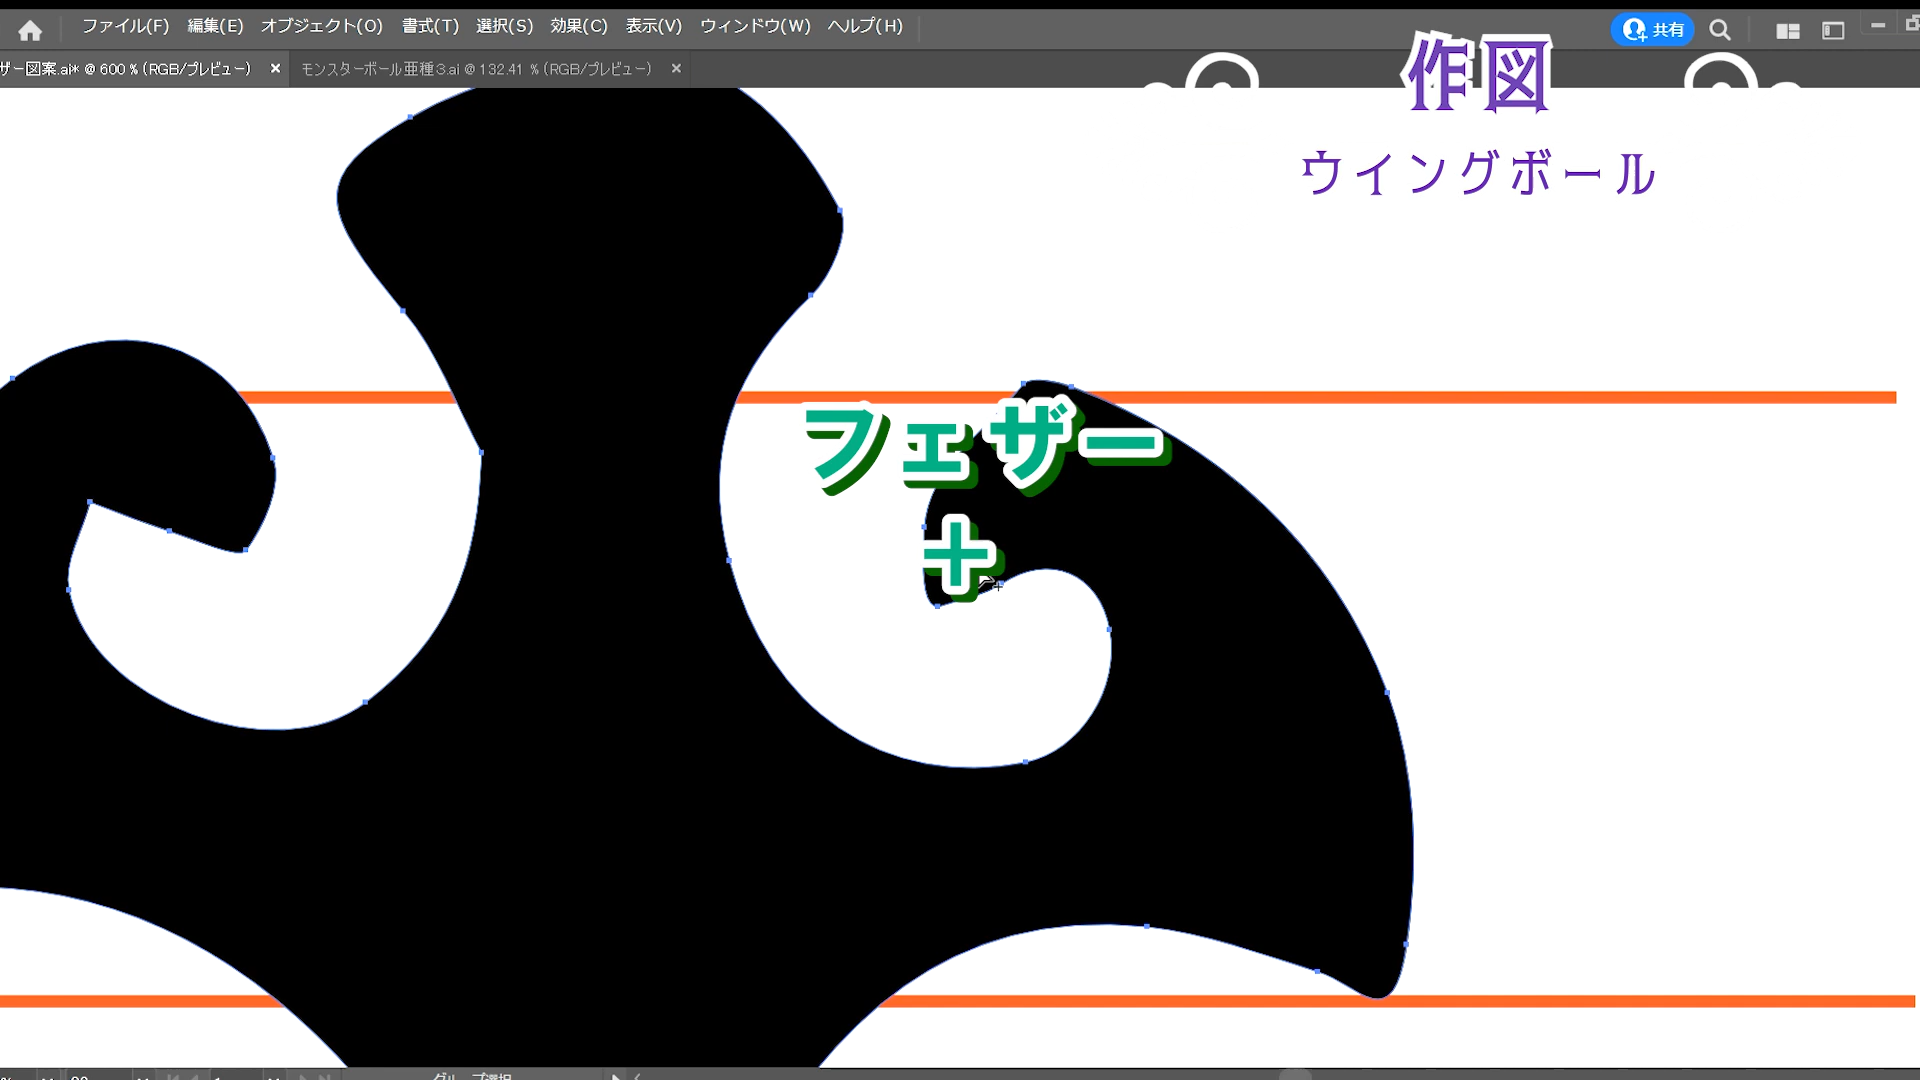 ファイル(F) 編集(E) オブジェクト(O) 書式(T) 選択(S) 効果(C) 表示(V) ウィンドウ(W) ヘルプ(H) 共有
ザー図案.ai* @ 600 % (RGB/プレビュー) × モンスターボール亜種3.ai @ 132.41 % (RGB/プレビュー) ×
作図
ウイングボール
フェザー
＋